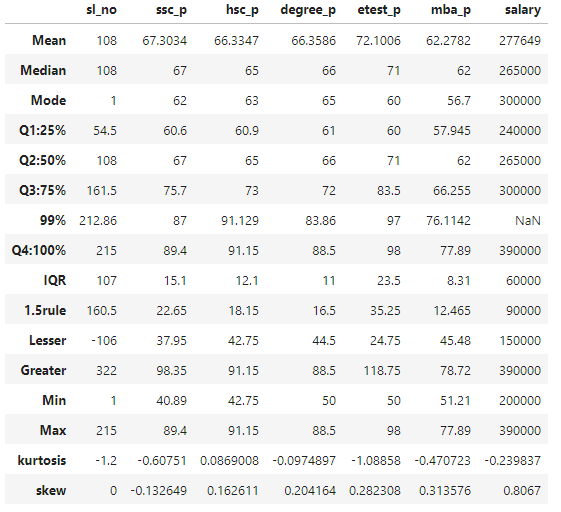 sl_no ssc_p hsc_p degree_p etest_p mba_p salary
Mean 108 67.3034 66.3347 66.3586 72.1006 62.2782 277649
Median 108 67 65 66 71 62 265000
Mode 1 62 63 65 60 56.7 300000
Q1:25% 54.5 60.6 60.9 61 60 57.945 240000
Q2:50% 108 67 65 66 71 62 265000
Q3:75% 161.5 75.7 73 72 83.5 66.255 300000
99% 212.86 87 91.129 83.86 97 76.1142 NaN
Q4:100% 215 89.4 91.15 88.5 98 77.89 390000
IQR 107 15.1 12.1 11 23.5 8.31 60000
1.5rule 160.5 22.65 18.15 16.5 35.25 12.465 90000
Lesser -106 37.95 42.75 44.5 24.75 45.48 150000
Greater 322 98.35 91.15 88.5 118.75 78.72 390000
Min 1 40.89 42.75 50 50 51.21 200000
Max 215 89.4 91.15 88.5 98 77.89 390000
kurtosis -1.2 -0.60751 0.0869008 -0.0974897 -1.08858 -0.470723 -0.239837
skew 0 -0.132649 0.162611 0.204164 0.282308 0.313576 0.8067